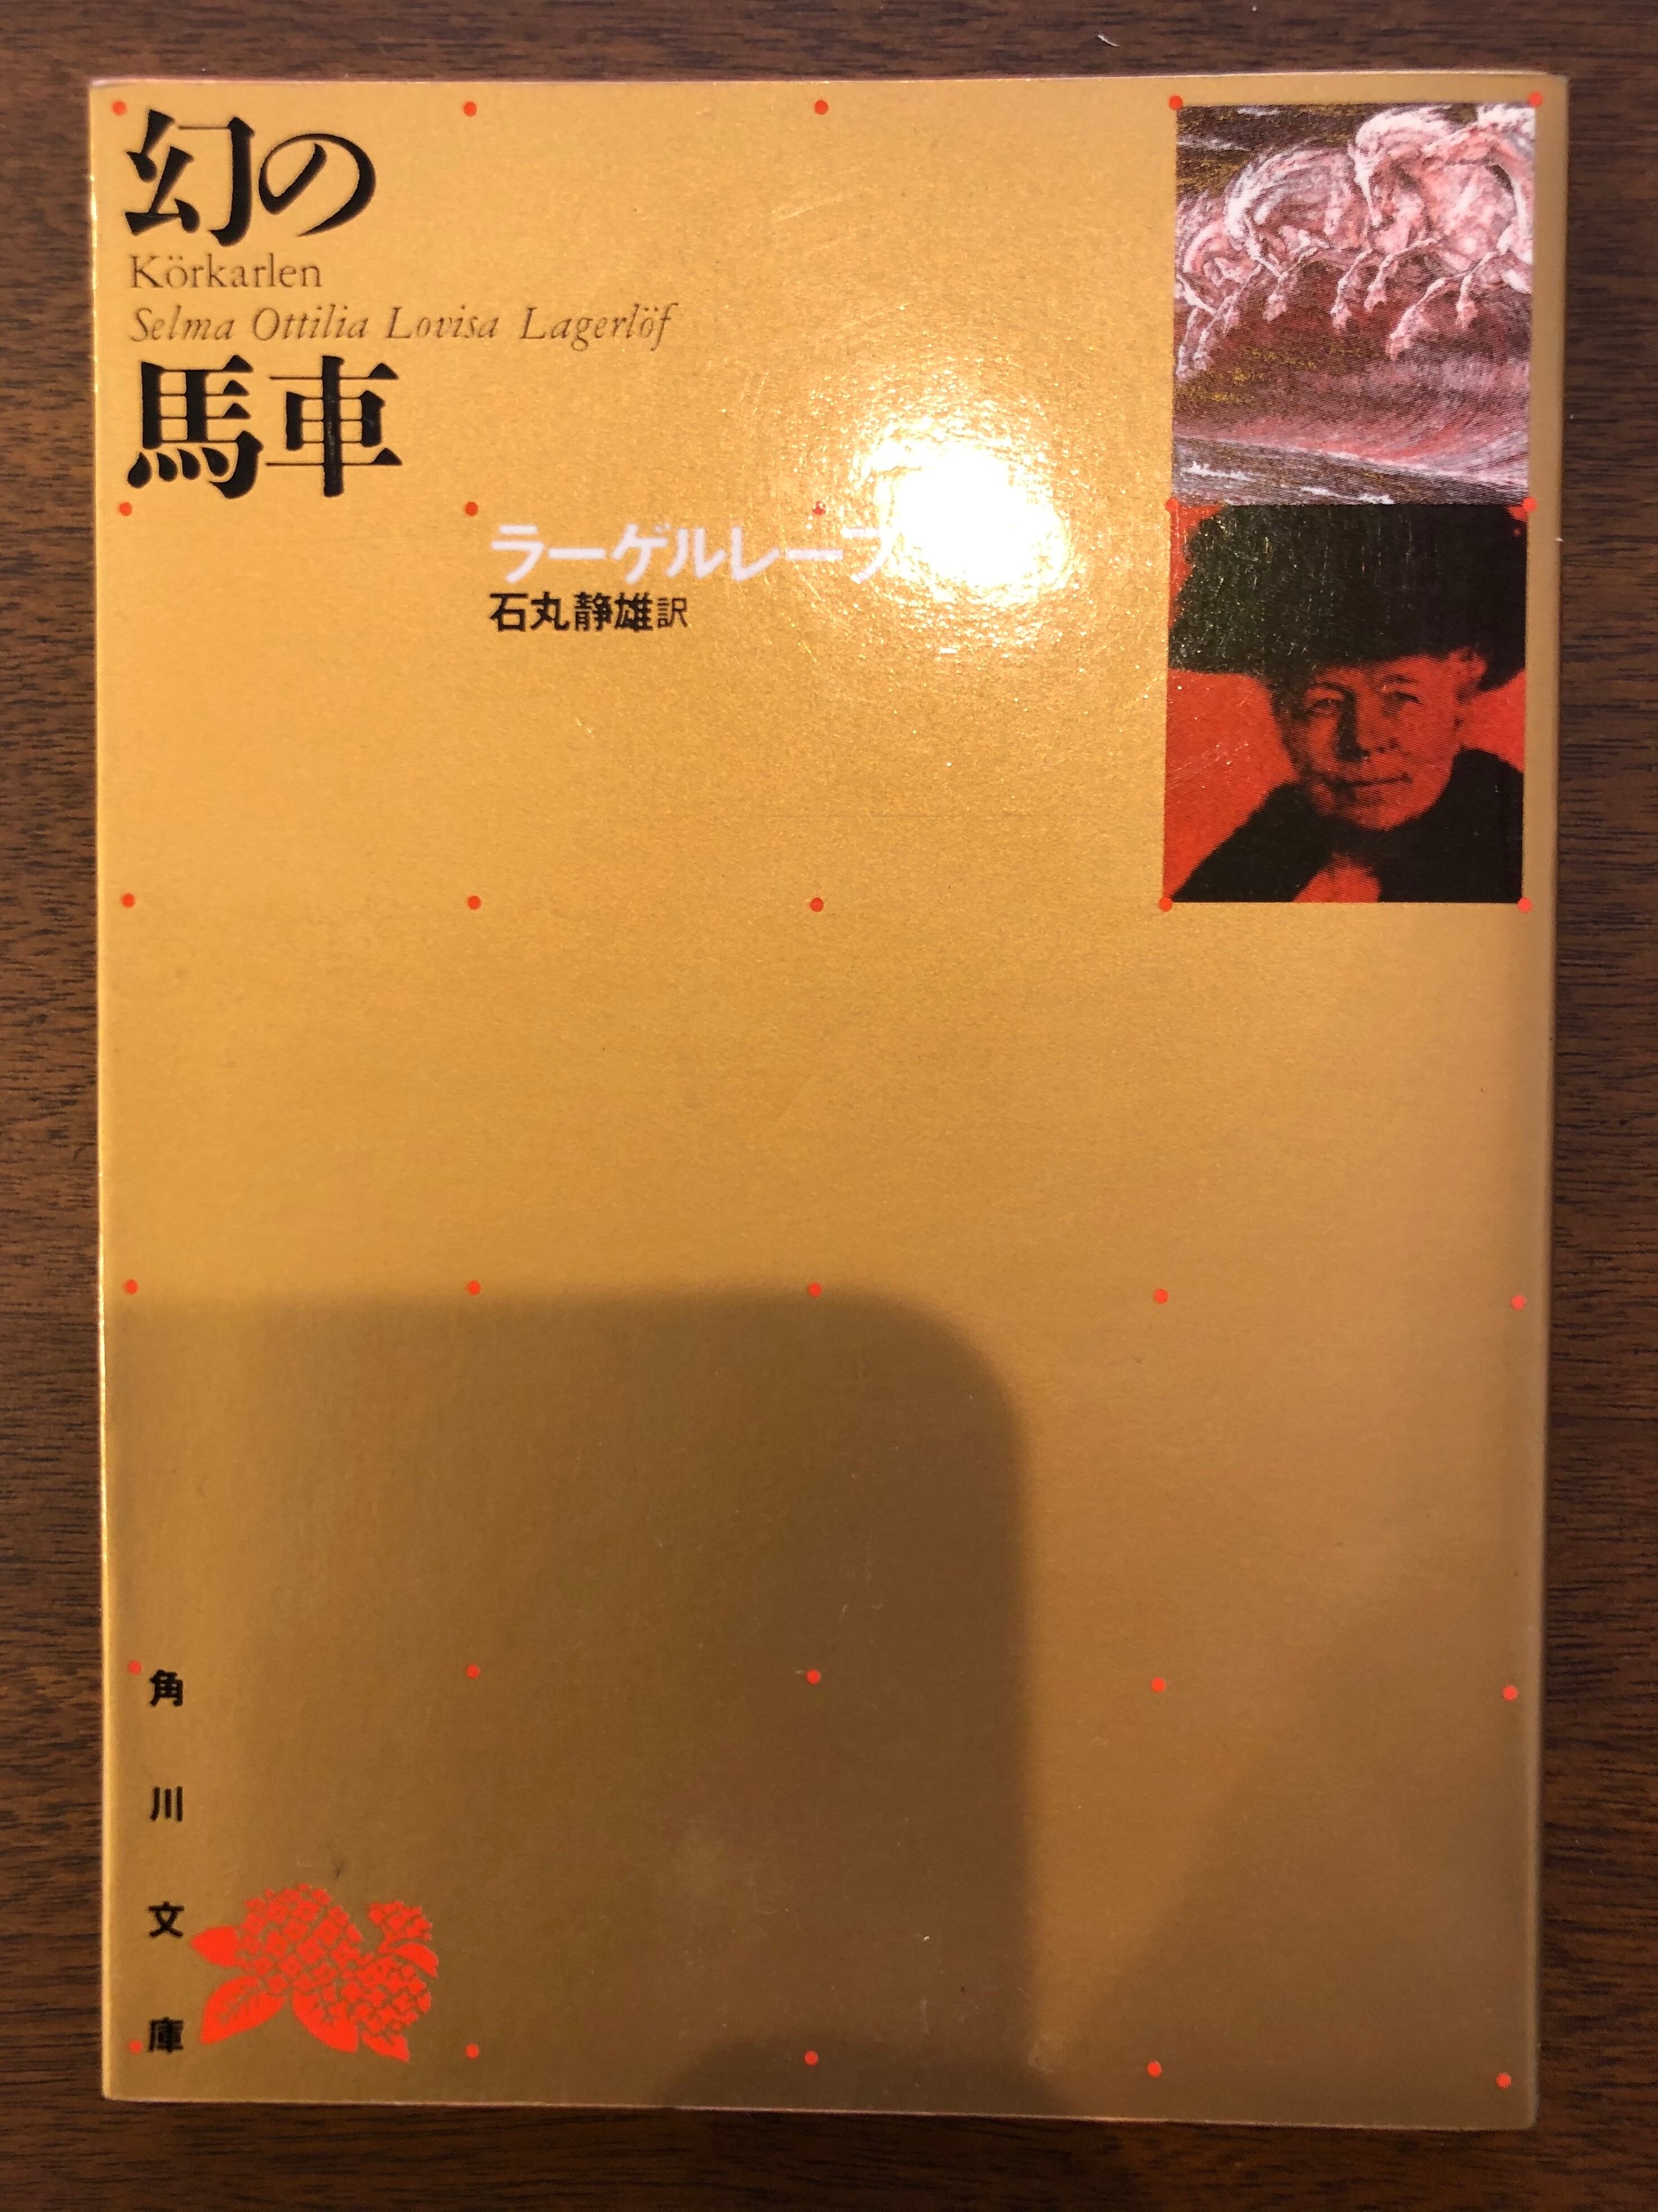 幻の
Körkarlen
Selma Ottilia Lovisa Lagerlöf
馬車
ラーゲルレーブ
石丸静雄訳
角川文庫